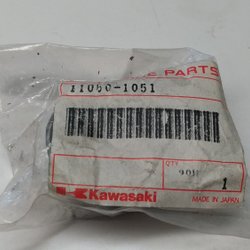 PARTS
11060-1051
QTY
1
Kawasaki
MADE IN JAPAN